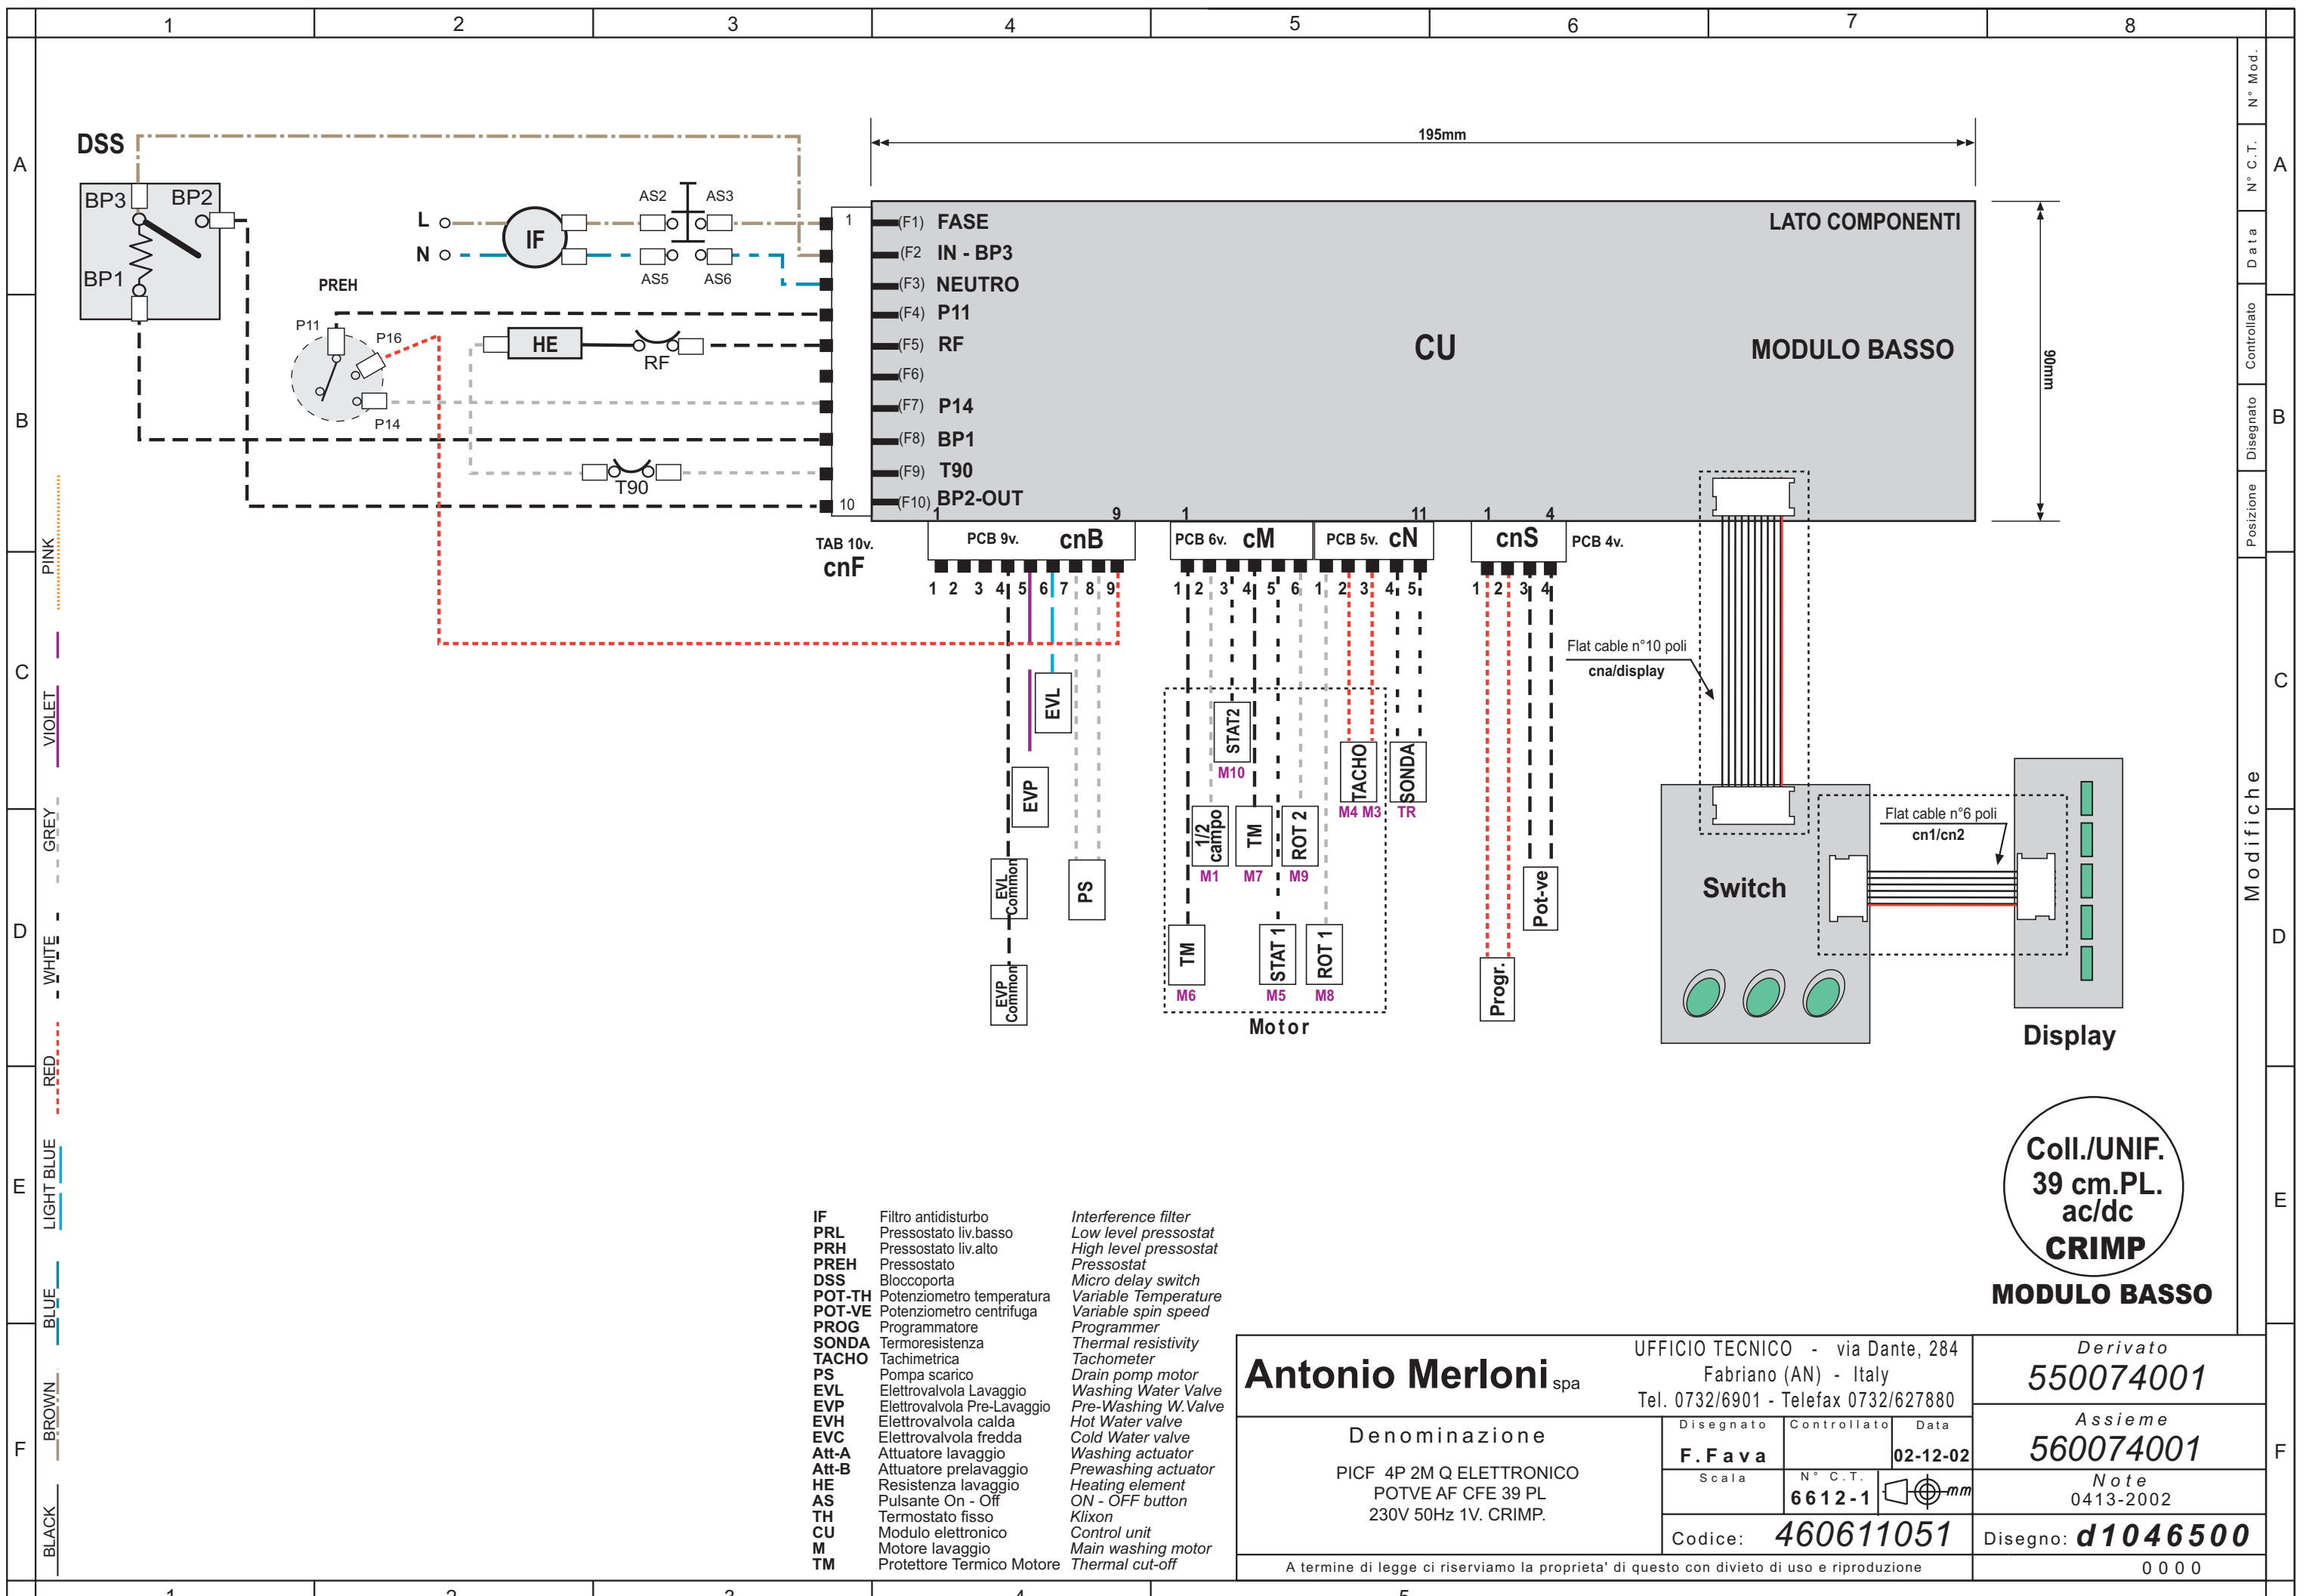 1 2 3 4 5 6 7 8
A
B
C
D
E
F
PINK
VIOLET
GREY
WHITE
RED
LIGHT BLUE
BLUE
BROWN
BLACK
DSS
BP3
BP2
BP1
PREH
P11
P16
P14
L
N
IF
AS2
AS3
AS5
AS6
HE
RF
T90
195mm
90mm
1
10
(F1) FASE
(F2 IN - BP3
(F3) NEUTRO
(F4) P11
(F5) RF
(F6)
(F7) P14
(F8) BP1
(F9) T90
(F10) BP2-OUT
LATO COMPONENTI
CU
MODULO BASSO
TAB 10v.
cnF
1 9
PCB 9v. cnB
1 2 3 4 5 6 7 8 9
1 11
PCB 6v. cM
PCB 5v. cN
1 2 3 4 5 6 1 2 3 4 5
1 4
cnS PCB 4v.
1 2 3 4
EVL
EVP
EVL Common
EVP Common
PS
STAT2
M10
1/2 campo
M1
TM
M7
ROT 2
M9
TACHO
M4 M3
SONDA
TR
TM
M6
STAT 1
M5
ROT 1
M8
Motor
Progr.
Pot-ve
Flat cable n°10 poli
cna/display
Flat cable n°6 poli
cn1/cn2
Switch
Display
Coll./UNIF.
39 cm.PL.
ac/dc
CRIMP
MODULO BASSO
N° Mod.
N° C.T.
Data
Controllato
Disegnato
Posizione
Modifiche
A
B
C
D
E
F
IF Filtro antidisturbo Interference filter
PRL Pressostato liv.basso Low level pressostat
PRH Pressostato liv.alto High level pressostat
PREH Pressostato Pressostat
DSS Bloccoporta Micro delay switch
POT-TH Potenziometro temperatura Variable Temperature
POT-VE Potenziometro centrifuga Variable spin speed
PROG Programmatore Programmer
SONDA Termoresistenza Thermal resistivity
TACHO Tachimetrica Tachometer
PS Pompa scarico Drain pomp motor
EVL Elettrovalvola Lavaggio Washing Water Valve
EVP Elettrovalvola Pre-Lavaggio Pre-Washing W.Valve
EVH Elettrovalvola calda Hot Water valve
EVC Elettrovalvola fredda Cold Water valve
Att-A Attuatore lavaggio Washing actuator
Att-B Attuatore prelavaggio Prewashing actuator
HE Resistenza lavaggio Heating element
AS Pulsante On - Off ON - OFF button
TH Termostato fisso Klixon
CU Modulo elettronico Control unit
M Motore lavaggio Main washing motor
TM Protettore Termico Motore Thermal cut-off
Antonio Merloni spa
UFFICIO TECNICO - via Dante, 284
Fabriano (AN) - Italy
Tel. 0732/6901 - Telefax 0732/627880
Denominazione
PICF 4P 2M Q ELETTRONICO
POTVE AF CFE 39 PL
230V 50Hz 1V. CRIMP.
Disegnato Controllato Data
F.Fava 02-12-02
Scala N° C.T.
6612-1 mm
Codice: 460611051
Derivato
550074001
Assieme
560074001
Note
0413-2002
Disegno: d1046500
A termine di legge ci riserviamo la proprieta' di questo con divieto di uso e riproduzione
0000
1 2 3 4 5